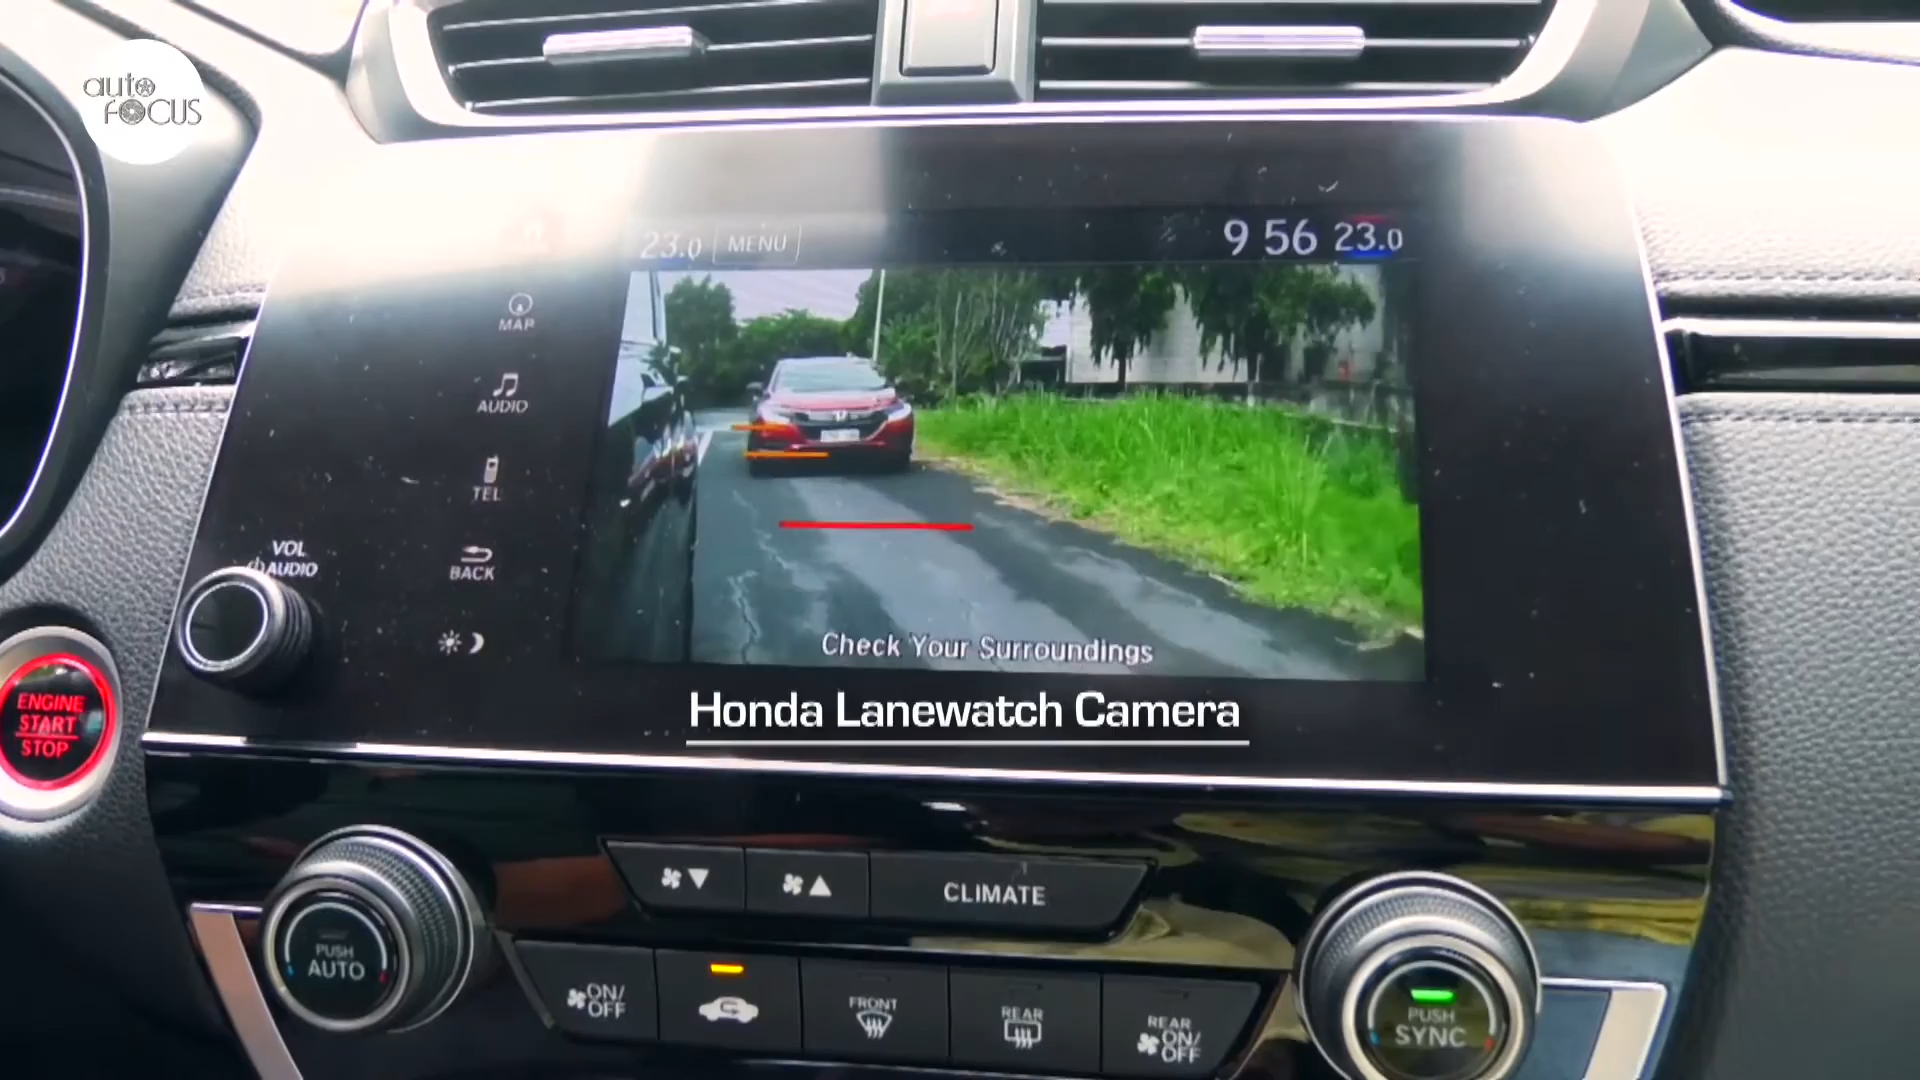 auto
FOCUS
23.0 MENU
9 56 23.0
MAP
AUDIO
TEL
VOL
AUDIO
BACK
Check Your Surroundings
Honda Lanewatch Camera
ENGINE
START
STOP
CLIMATE
PUSH
AUTO
ON/
OFF
FRONT
REAR
REAR
ON/
OFF
PUSH
SYNC